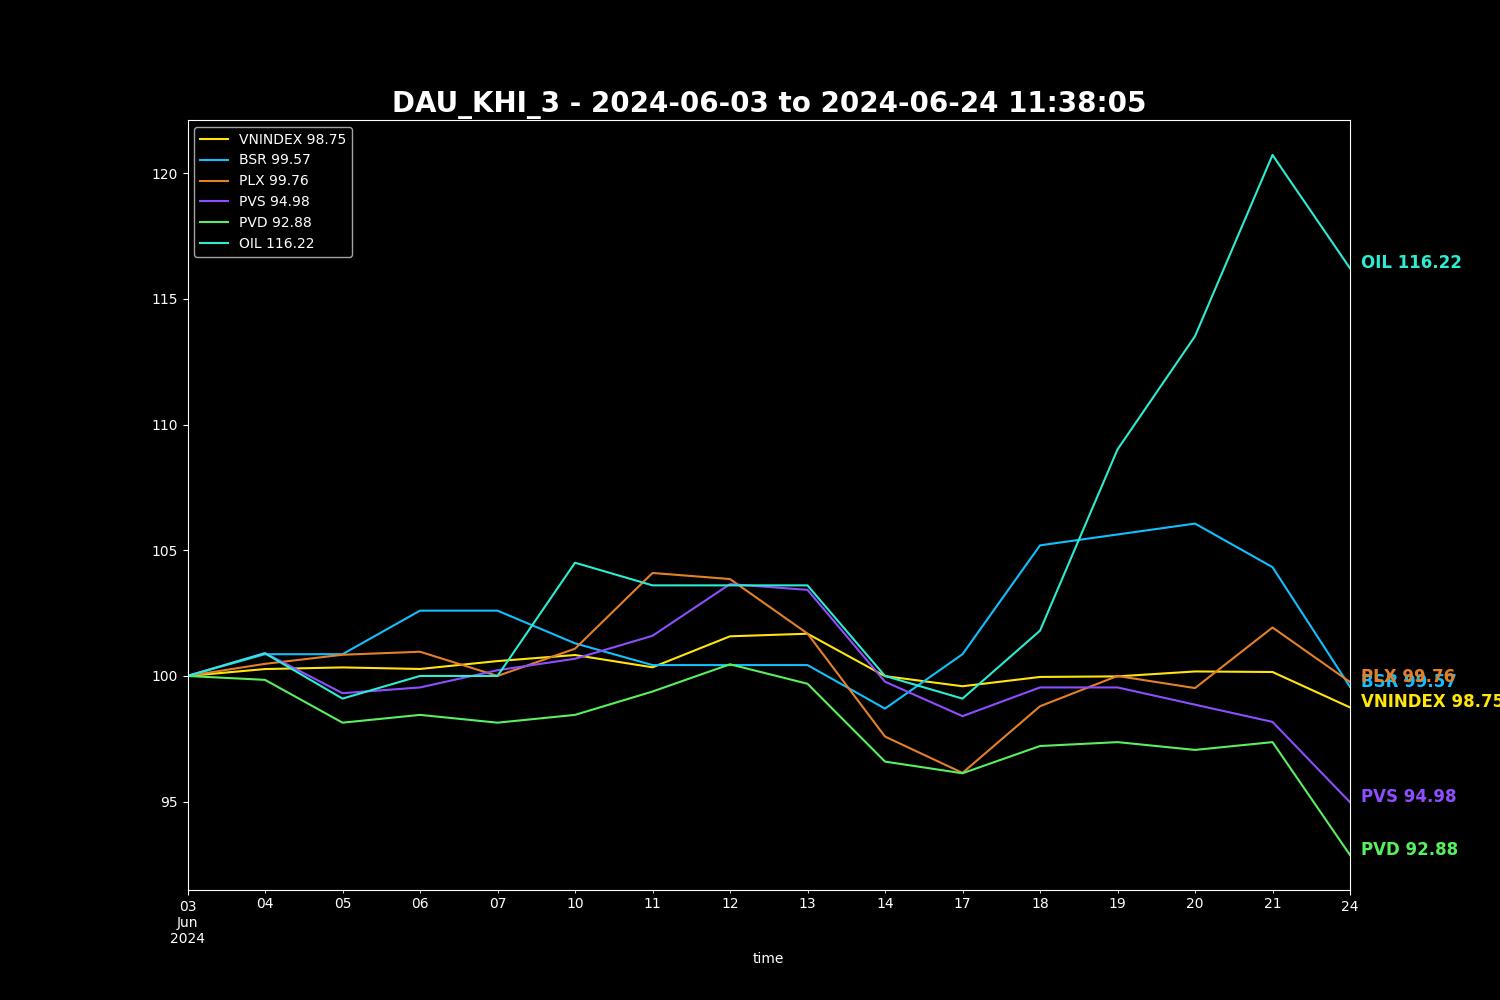 DAU_KHI_3 - 2024-06-03 to 2024-06-24 11:38:05
VNINDEX 98.75
BSR 99.57
PLX 99.76
PVS 94.98
PVD 92.88
OIL 116.22
120
115
110
105
100
95
OIL 116.22
PLX 99.76
BSR 99.57
VNINDEX 98.75
PVS 94.98
PVD 92.88
03 04 05 06 07 10 11 12 13 14 17 18 19 20 21 24
Jun
2024
time